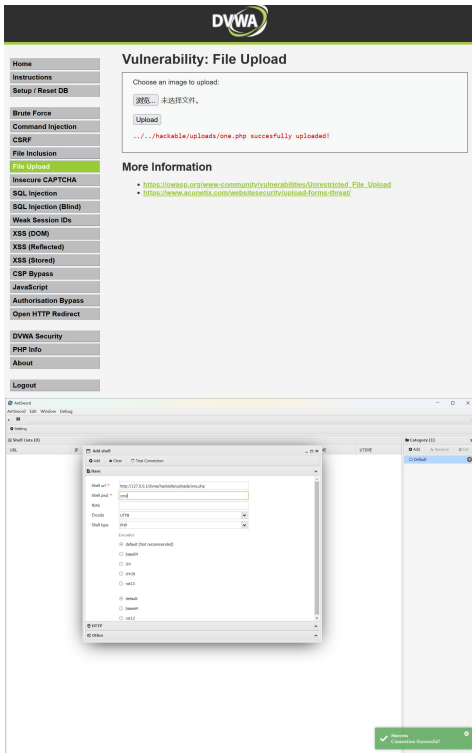 DVWA
Vulnerability: File Upload
Home
Instructions
Setup / Reset DB
Brute Force
Command Injection
CSRF
File Inclusion
File Upload
Insecure CAPTCHA
SQL Injection
SQL Injection (Blind)
Weak Session IDs
XSS (DOM)
XSS (Reflected)
XSS (Stored)
CSP Bypass
JavaScript
Authorisation Bypass
Open HTTP Redirect
DVWA Security
PHP Info
About
Logout
Choose an image to upload:
浏览... 未选择文件。
Upload
../../hackable/uploads/one.php succesfully uploaded!
More Information
https://owasp.org/www-community/vulnerabilities/Unrestricted_File_Upload
https://www.acunetix.com/websitesecurity/upload-forms-threat/
AntSword
AntSword Edit Window Debug
Setting
Shell Lists (0)
URL
IP
UTIME
Category (1)
Add Rename
Default
Add shell
Add Clear Test Connection
Basic
Shell url * http://127.0.0.1/dvwa/hackable/uploads/one.php
Shell pwd * cmd
Note
Encode UTF8
Shell type PHP
Encoder
default (Not recommended)
base64
chr
chr16
rot13
default
base64
rot13
HTTP
Other
Success
Connection Successful!